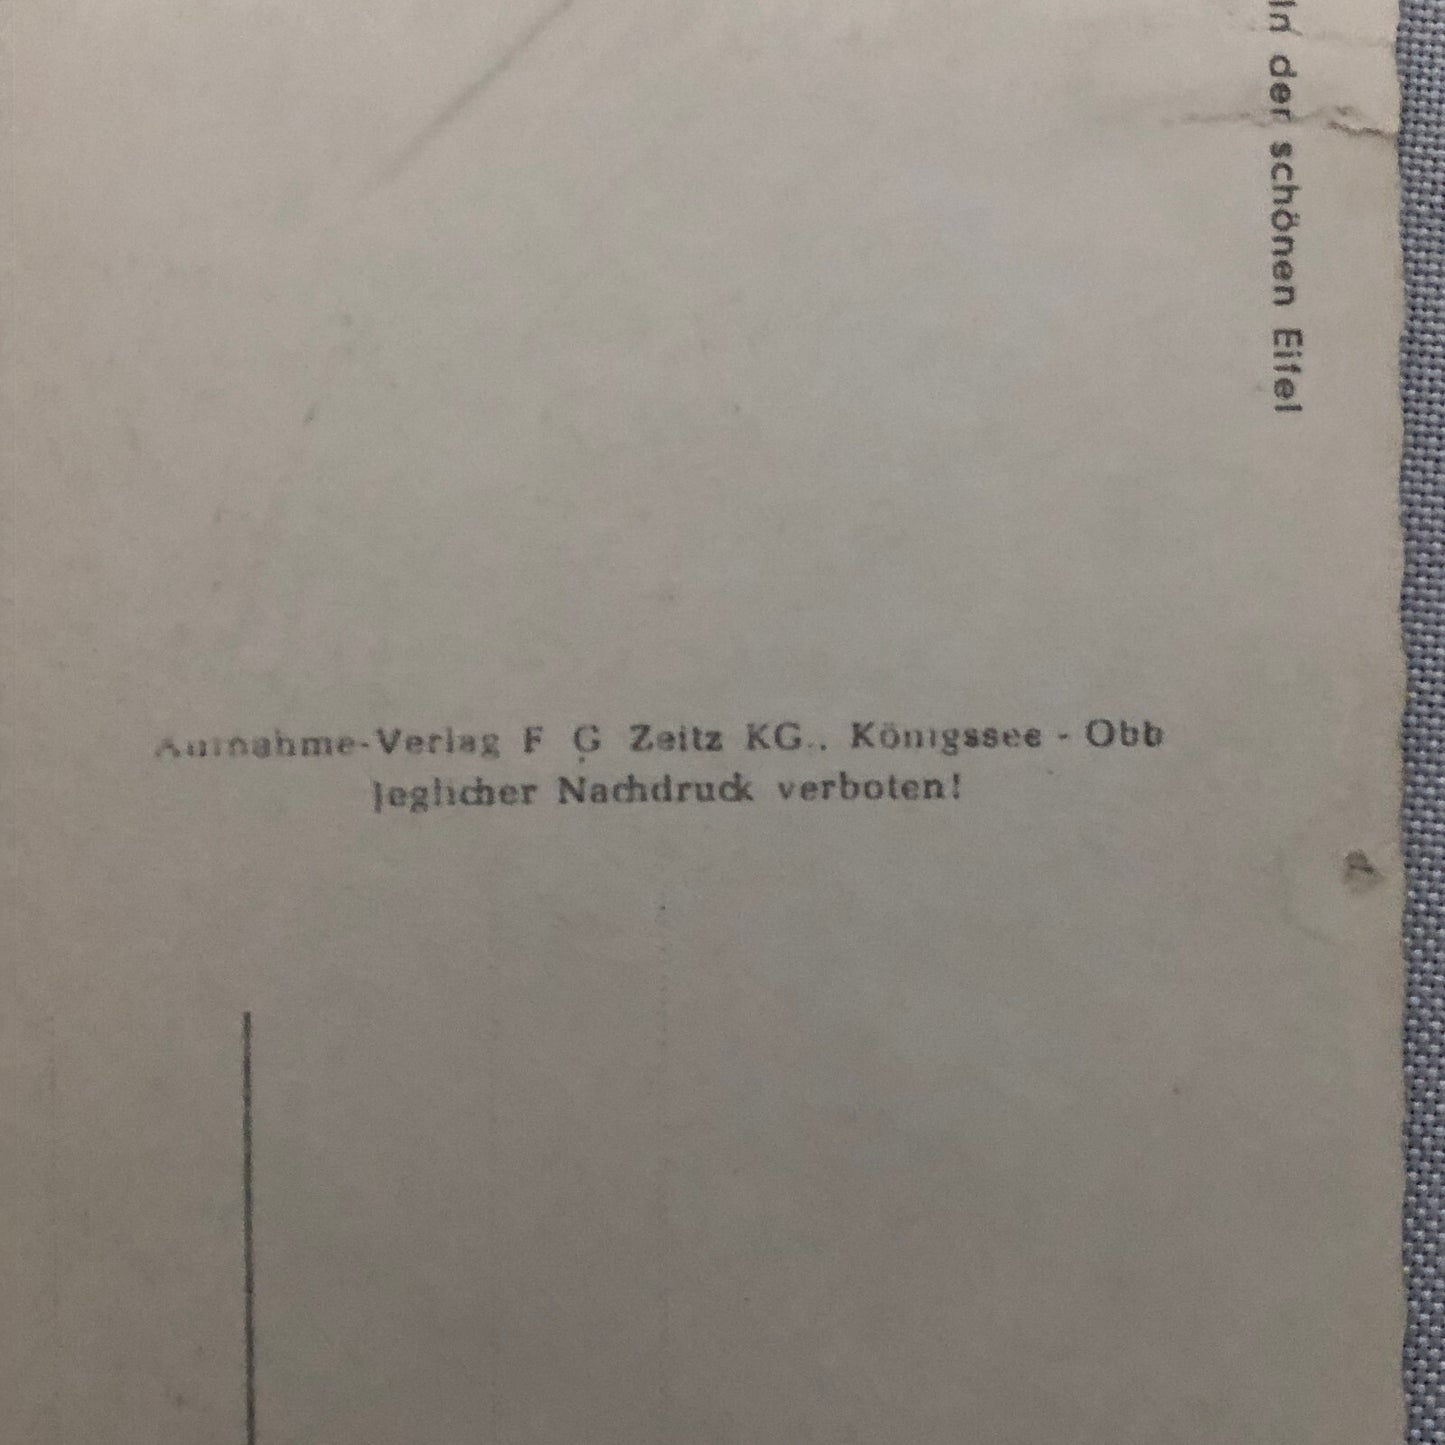 In der schönen Eifel
Aufnahme-Verlag F G Zeitz KG., Königssee - Obb
Jeglicher Nachdruck verboten!